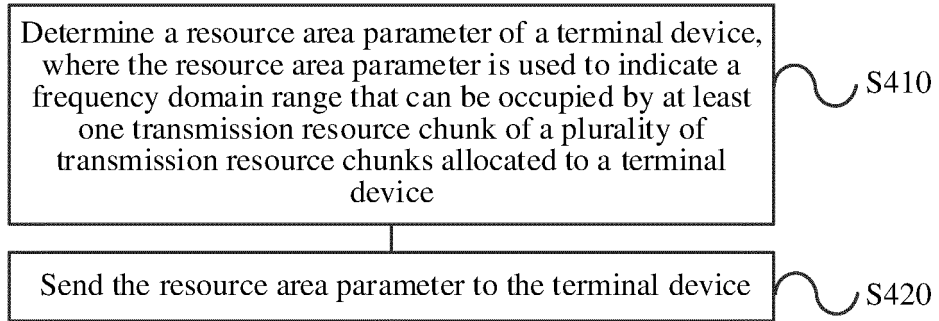 Determine a resource area parameter of a terminal device,
where the resource area parameter is used to indicate a
frequency domain range that can be occupied by at least
one transmission resource chunk of a plurality of
transmission resource chunks allocated to a terminal
device
S410
Send the resource area parameter to the terminal device
S420